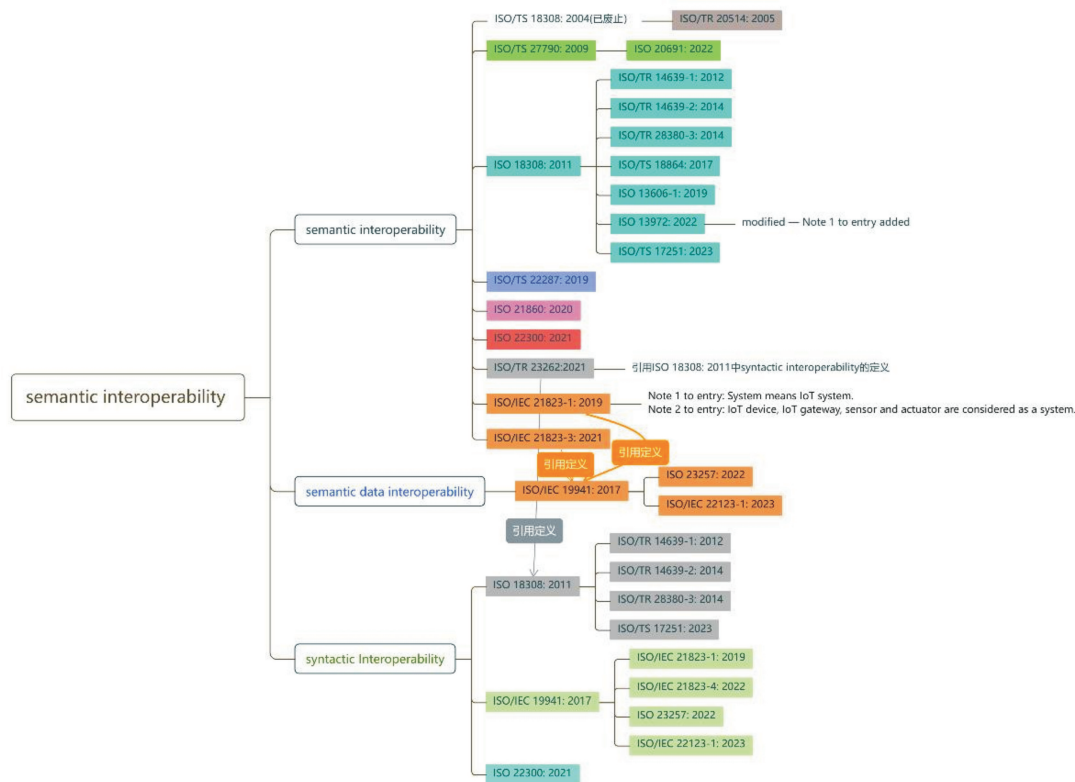 semantic interoperability
semantic interoperability
ISO/TS 18308: 2004(已废止)
ISO/TR 20514: 2005
ISO/TS 27790: 2009
ISO 20691: 2022
ISO 18308: 2011
ISO/TR 14639-1: 2012
ISO/TR 14639-2: 2014
ISO/TR 28380-3: 2014
ISO/TS 18864: 2017
ISO 13606-1: 2019
ISO 13972: 2022
modified — Note 1 to entry added
ISO/TS 17251: 2023
ISO/TS 22287: 2019
ISO 21860: 2020
ISO 22300: 2021
ISO/TR 23262:2021
引用ISO 18308: 2011中syntactic interoperability的定义
ISO/IEC 21823-1: 2019
Note 1 to entry: System means IoT system.
Note 2 to entry: IoT device, IoT gateway, sensor and actuator are considered as a system.
ISO/IEC 21823-3: 2021
引用定义
引用定义
semantic data interoperability
ISO/IEC 19941: 2017
ISO 23257: 2022
ISO/IEC 22123-1: 2023
引用定义
syntactic Interoperability
ISO 18308: 2011
ISO/TR 14639-1: 2012
ISO/TR 14639-2: 2014
ISO/TR 28380-3: 2014
ISO/TS 17251: 2023
ISO/IEC 19941: 2017
ISO/IEC 21823-1: 2019
ISO/IEC 21823-4: 2022
ISO 23257: 2022
ISO/IEC 22123-1: 2023
ISO 22300: 2021